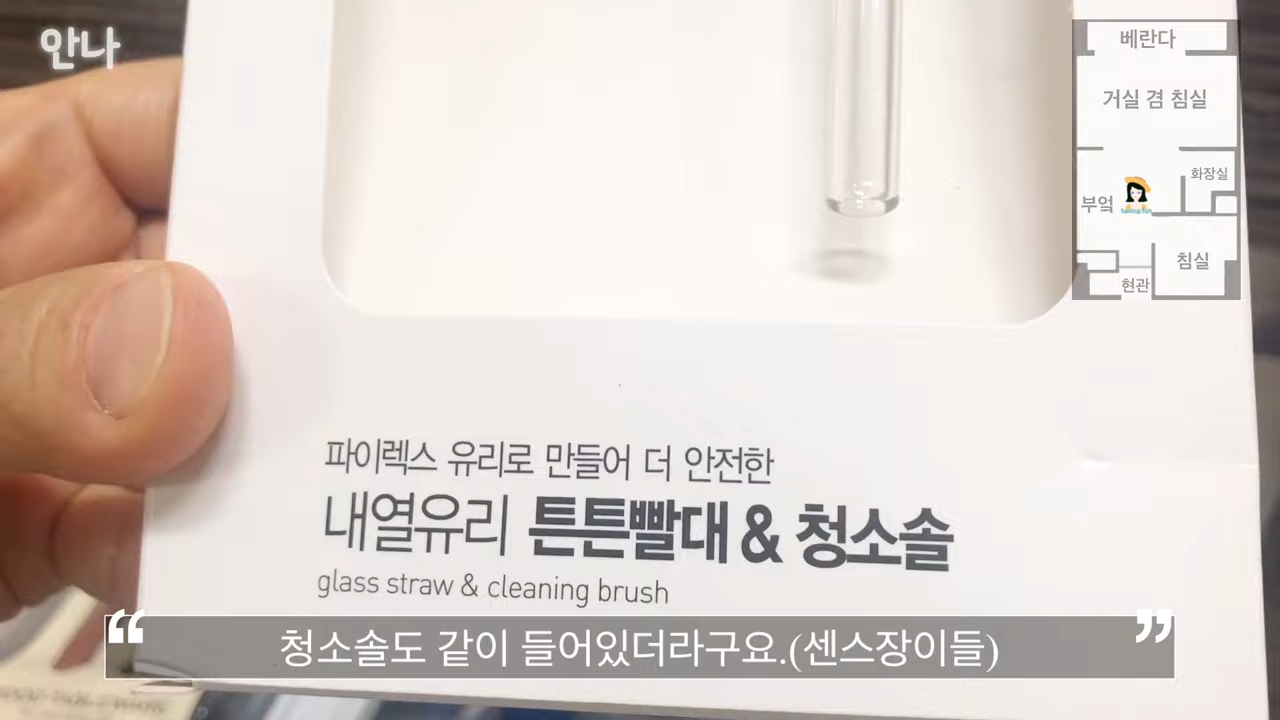 안나
베란다
거실 겸 침실
화장실
부엌
침실
현관
파이렉스 유리로 만들어 더 안전한
내열유리 튼튼빨대 & 청소솔
glass straw & cleaning brush
“ 청소솔도 같이 들어있더라구요.(센스장이들) ”